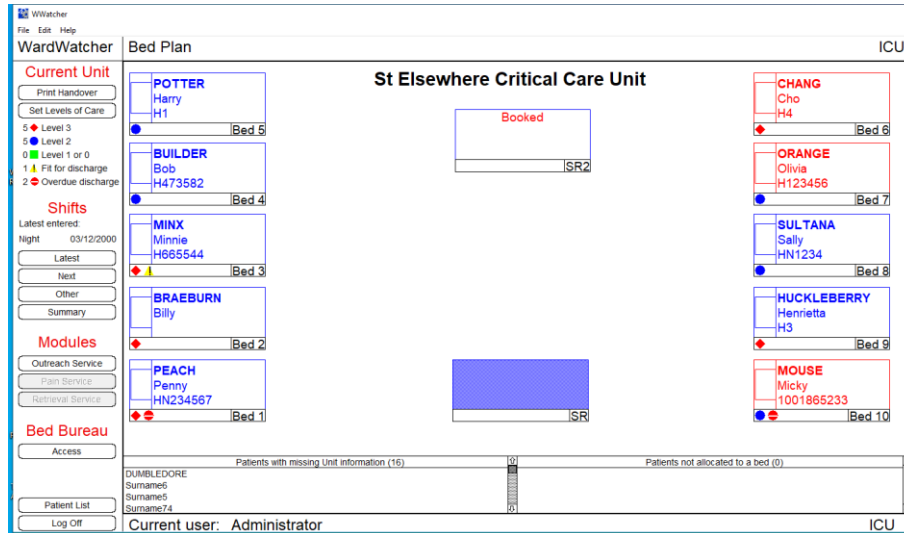 WWatcher
File Edit Help
WardWatcher
Bed Plan
ICU
Current Unit
Print Handover
Set Levels of Care
5 Level 3
5 Level 2
0 Level 1 or 0
1 Fit for discharge
2 Overdue discharge
Shifts
Latest entered:
Night 03/12/2000
Latest
Next
Other
Summary
Modules
Outreach Service
Pain Service
Retrieval Service
Bed Bureau
Access
Patient List
Log Off
St Elsewhere Critical Care Unit
POTTER
Harry
H1
Bed 5
BUILDER
Bob
H473582
Bed 4
MINX
Minnie
H665544
Bed 3
BRAEBURN
Billy
Bed 2
PEACH
Penny
HN234567
Bed 1
Booked
SR2
SR
CHANG
Cho
H4
Bed 6
ORANGE
Olivia
H123456
Bed 7
SULTANA
Sally
HN1234
Bed 8
HUCKLEBERRY
Henrietta
H3
Bed 9
MOUSE
Micky
1001865233
Bed 10
Patients with missing Unit information (16)
DUMBLEDORE
Surname6
Surname5
Surname74
Patients not allocated to a bed (0)
Current user: Administrator
ICU